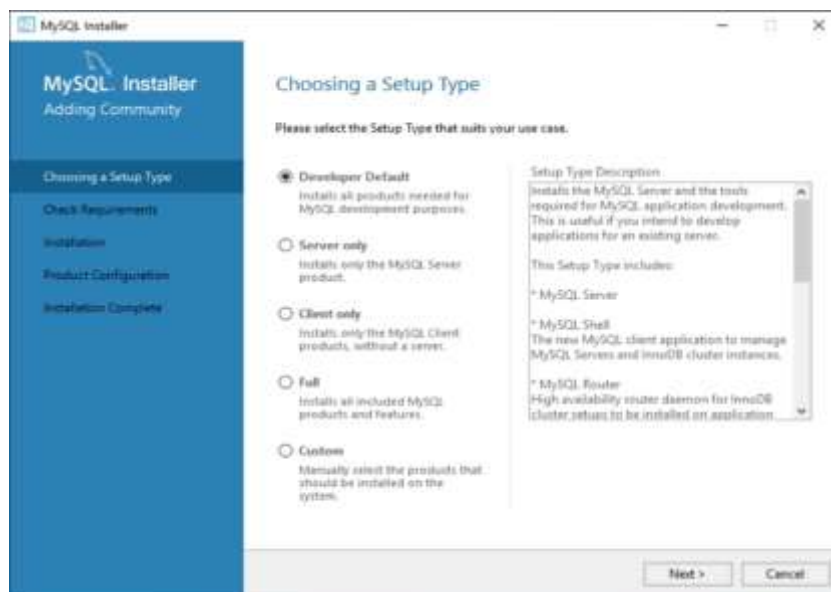 MySQL Installer
MySQL Installer
Adding Community
Choosing a Setup Type
Check Requirements
Installation
Product Configuration
Installation Complete
Choosing a Setup Type
Please select the Setup Type that suits your use case.
Developer Default
Installs all products needed for
MySQL development purposes.
Server only
Installs only the MySQL Server
product.
Client only
Installs only the MySQL Client
products, without a server.
Full
Installs all included MySQL
products and features.
Custom
Manually select the products that
should be installed on the
system.
Setup Type Description
Installs the MySQL Server and the tools
required for MySQL application development.
This is useful if you intend to develop
applications for an existing server.
This Setup Type includes:
* MySQL Server
* MySQL Shell
The new MySQL client application to manage
MySQL Servers and InnoDB cluster instances.
* MySQL Router
High availability router daemon for InnoDB
cluster setups to be installed on application
Next >
Cancel